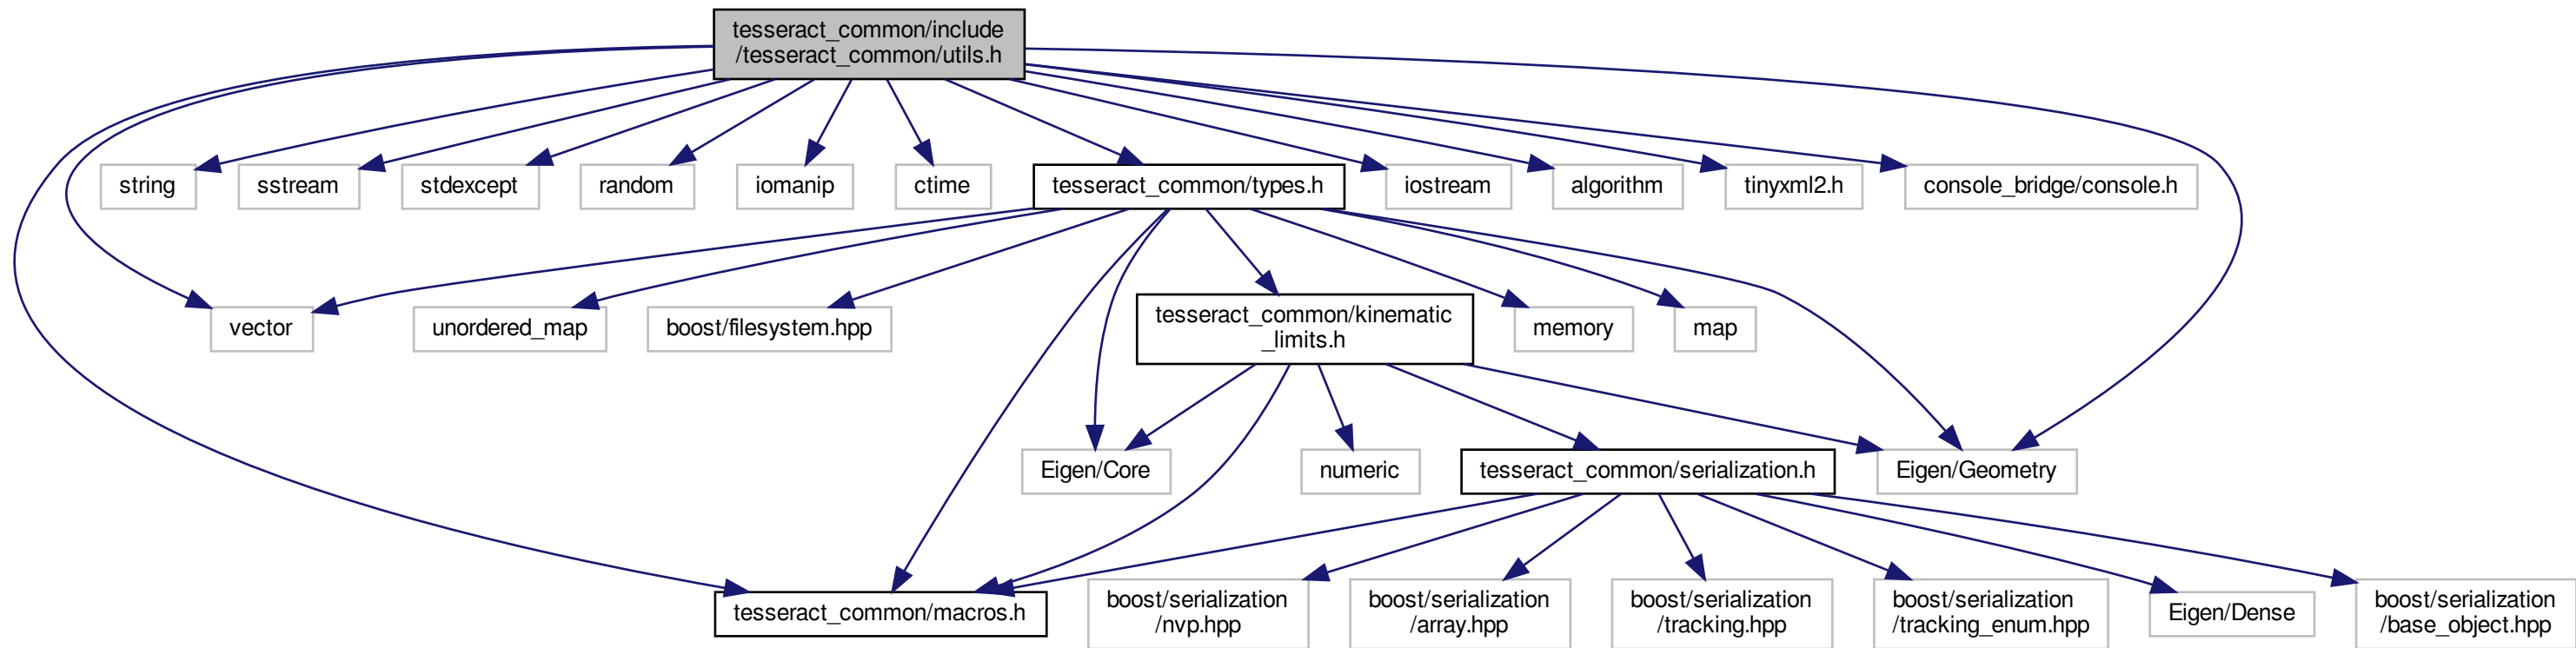 tesseract_common/include
/tesseract_common/utils.h
string
sstream
stdexcept
random
iomanip
ctime
tesseract_common/types.h
iostream
algorithm
tinyxml2.h
console_bridge/console.h
vector
unordered_map
boost/filesystem.hpp
tesseract_common/kinematic
_limits.h
memory
map
Eigen/Core
numeric
tesseract_common/serialization.h
Eigen/Geometry
tesseract_common/macros.h
boost/serialization
/nvp.hpp
boost/serialization
/array.hpp
boost/serialization
/tracking.hpp
boost/serialization
/tracking_enum.hpp
Eigen/Dense
boost/serialization
/base_object.hpp